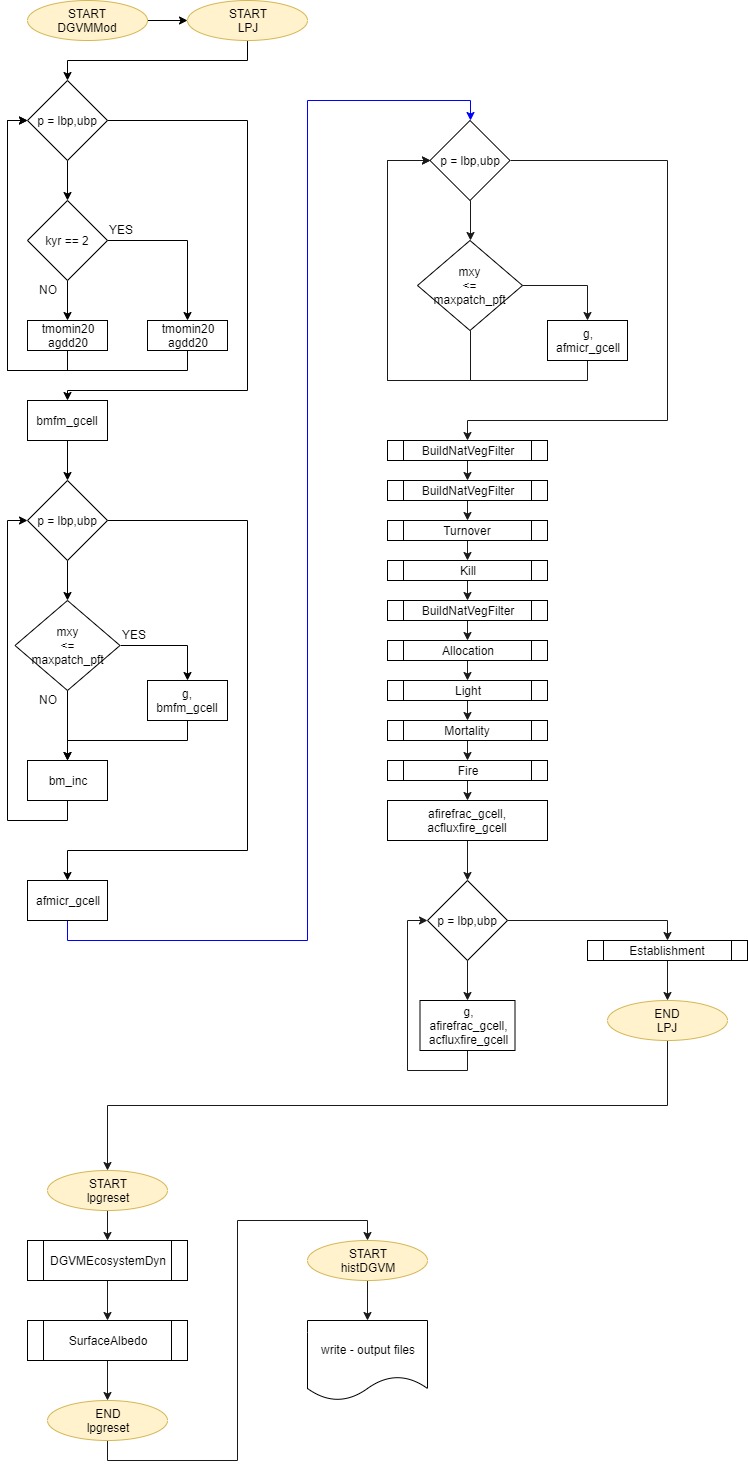 START
DGVMMod
START
LPJ
p = lbp,ubp
kyr == 2
YES
NO
tmomin20
agdd20
tmomin20
agdd20
bmfm_gcell
p = lbp,ubp
mxy
<=
maxpatch_pft
YES
NO
g,
bmfm_gcell
bm_inc
afmicr_gcell
p = lbp,ubp
mxy
<=
maxpatch_pft
g,
afmicr_gcell
BuildNatVegFilter
BuildNatVegFilter
Turnover
Kill
BuildNatVegFilter
Allocation
Light
Mortality
Fire
afirefrac_gcell,
acfluxfire_gcell
p = lbp,ubp
g,
afirefrac_gcell,
acfluxfire_gcell
Establishment
END
LPJ
START
lpgreset
DGVMEcosystemDyn
SurfaceAlbedo
END
lpgreset
START
histDGVM
write - output files